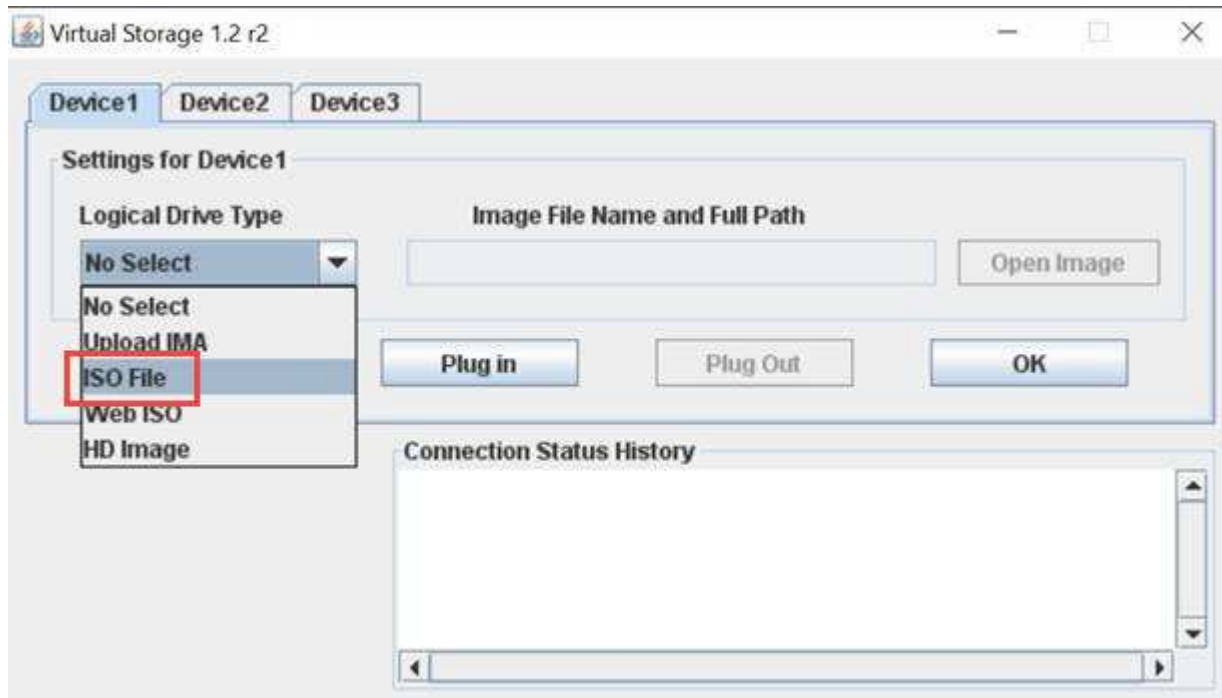 Virtual Storage 1.2 r2
Device1 Device2 Device3
Settings for Device1
Logical Drive Type Image File Name and Full Path
No Select Open Image
No Select
Upload IMA
ISO File
Plug in Plug Out OK
Web ISO
HD Image
Connection Status History